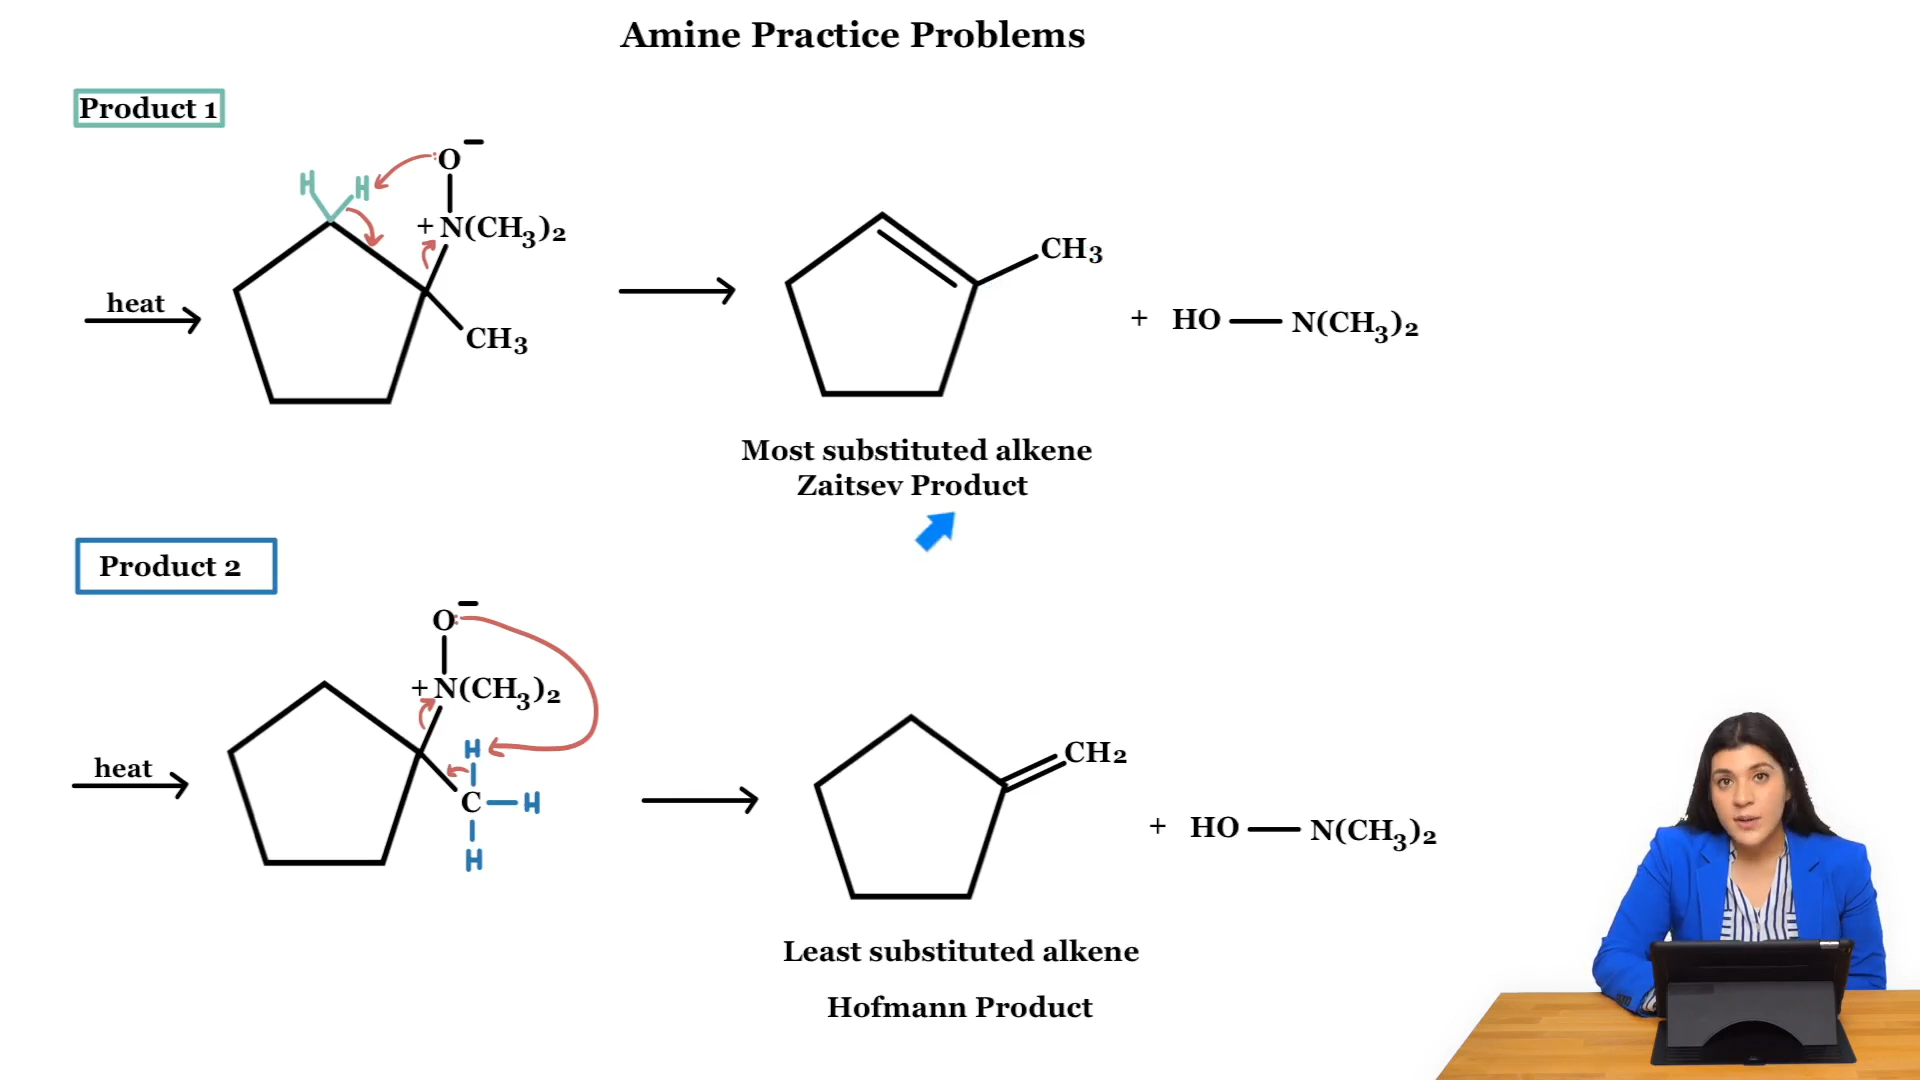 Amine Practice Problems
Product 1
H H O−
+ N(CH3)2
heat
CH3
CH3
+ HO — N(CH3)2
Most substituted alkene
Zaitsev Product
Product 2
O−
+ N(CH3)2
heat
H
C — H
H
CH2
+ HO — N(CH3)2
Least substituted alkene
Hofmann Product